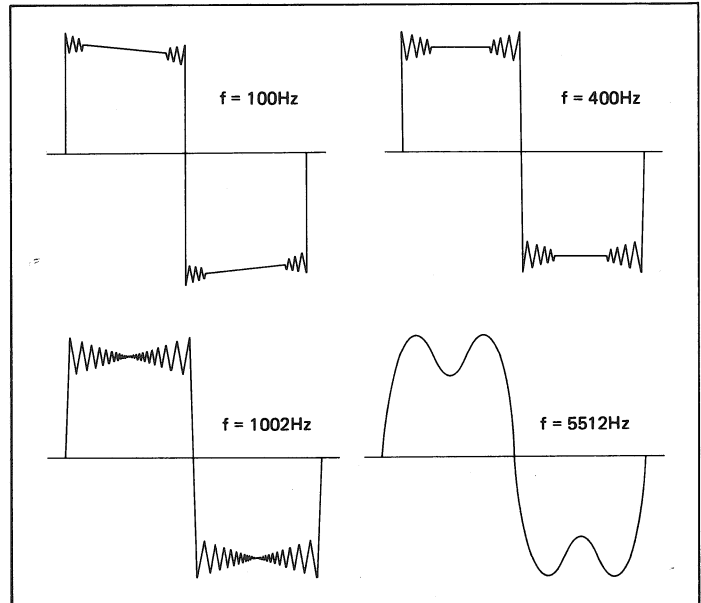 f = 100Hz
f = 400Hz
f = 1002Hz
f = 5512Hz